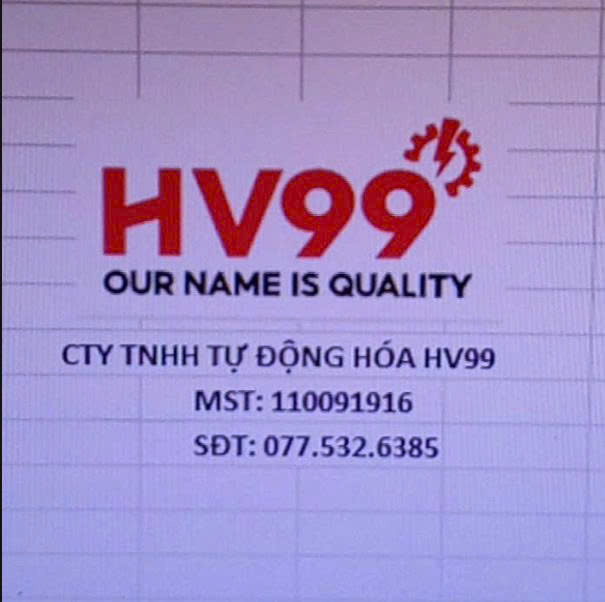 HV99
OUR NAME IS QUALITY
CTY TNHH TỰ ĐỘNG HÓA HV99
MST: 110091916
SĐT: 077.532.6385